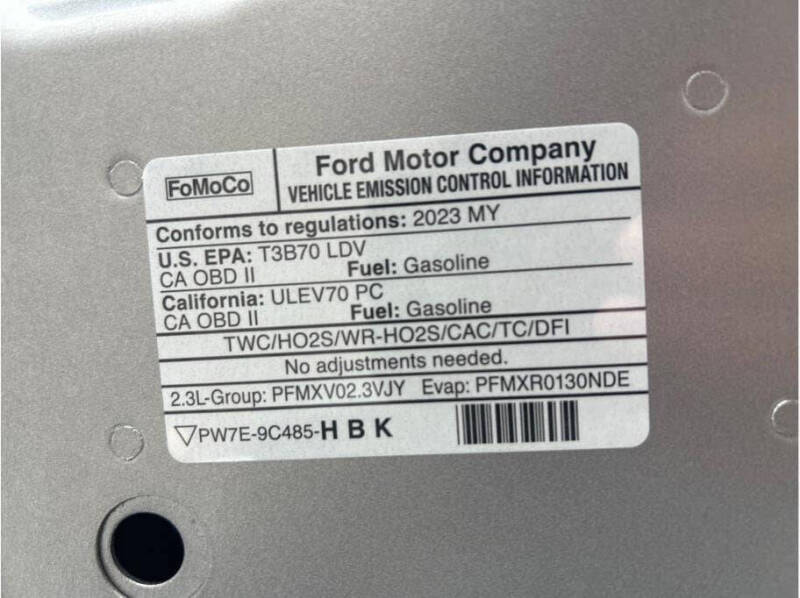 FoMoCo
Ford Motor Company
VEHICLE EMISSION CONTROL INFORMATION
Conforms to regulations: 2023 MY
U.S. EPA: T3B70 LDV
CA OBD II Fuel: Gasoline
California: ULEV70 PC
CA OBD II Fuel: Gasoline
TWC/HO2S/WR-HO2S/CAC/TC/DFI
No adjustments needed.
2.3L-Group: PFMXV02.3VJY Evap: PFMXR0130NDE
PW7E-9C485-H B K